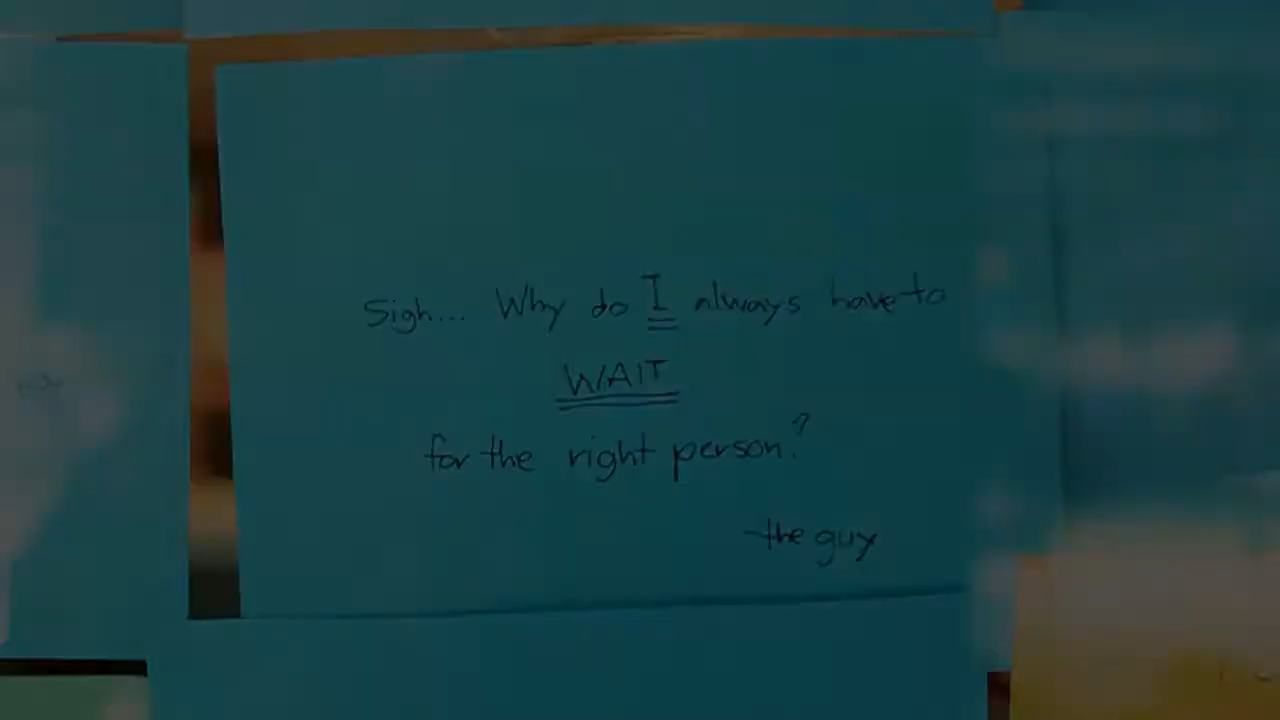 Sigh... Why do I always have to
WAIT
for the right person?
the guy